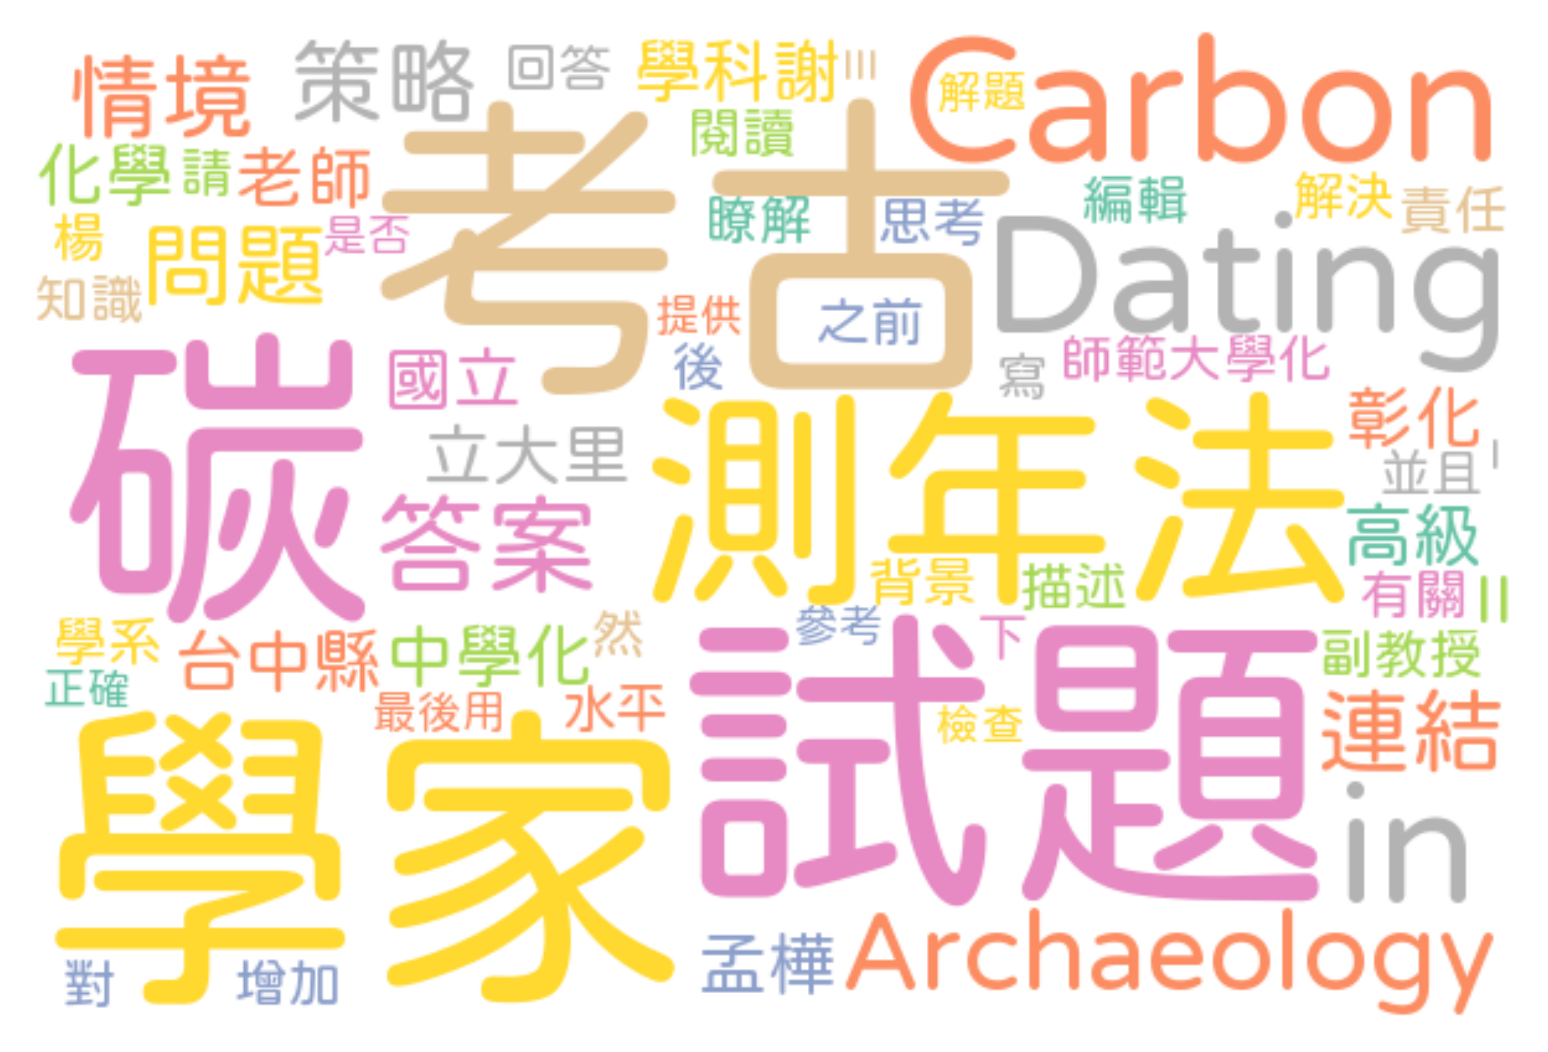 情境
策略
回答
學科謝
III
Carbon
解題
考古
閱讀
化學
請
老師
瞭解
思考
編輯
解決
責任
楊
問題
是否
Dating
知識
提供
之前
碳
國立
後
寫
師範大學化
測年法
彰化
立大里
並且
I
答案
高級
背景
描述
有關
II
學系
台中縣
中學化
然
參考
試題
下
副教授
正確
最後用
水平
連結
檢查
學家
in
對
增加
孟樺
Archaeology